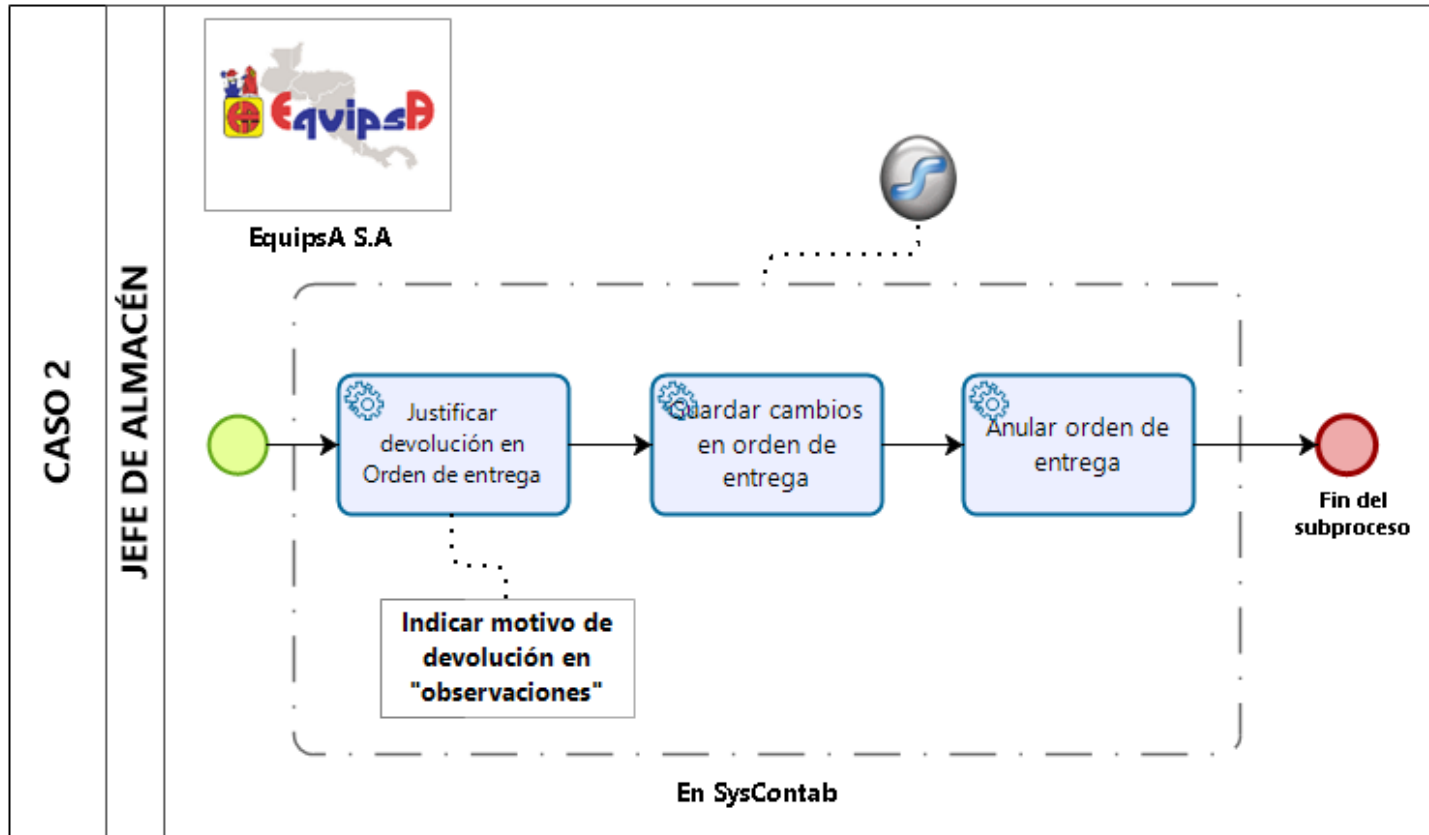 CASO 2
JEFE DE ALMACÉN
EquipsA
EquipsA S.A
Justificar
devolución en
Orden de entrega
Guardar cambios
en orden de
entrega
Anular orden de
entrega
Fin del
subproceso
Indicar motivo de
devolución en
"observaciones"
En SysContab